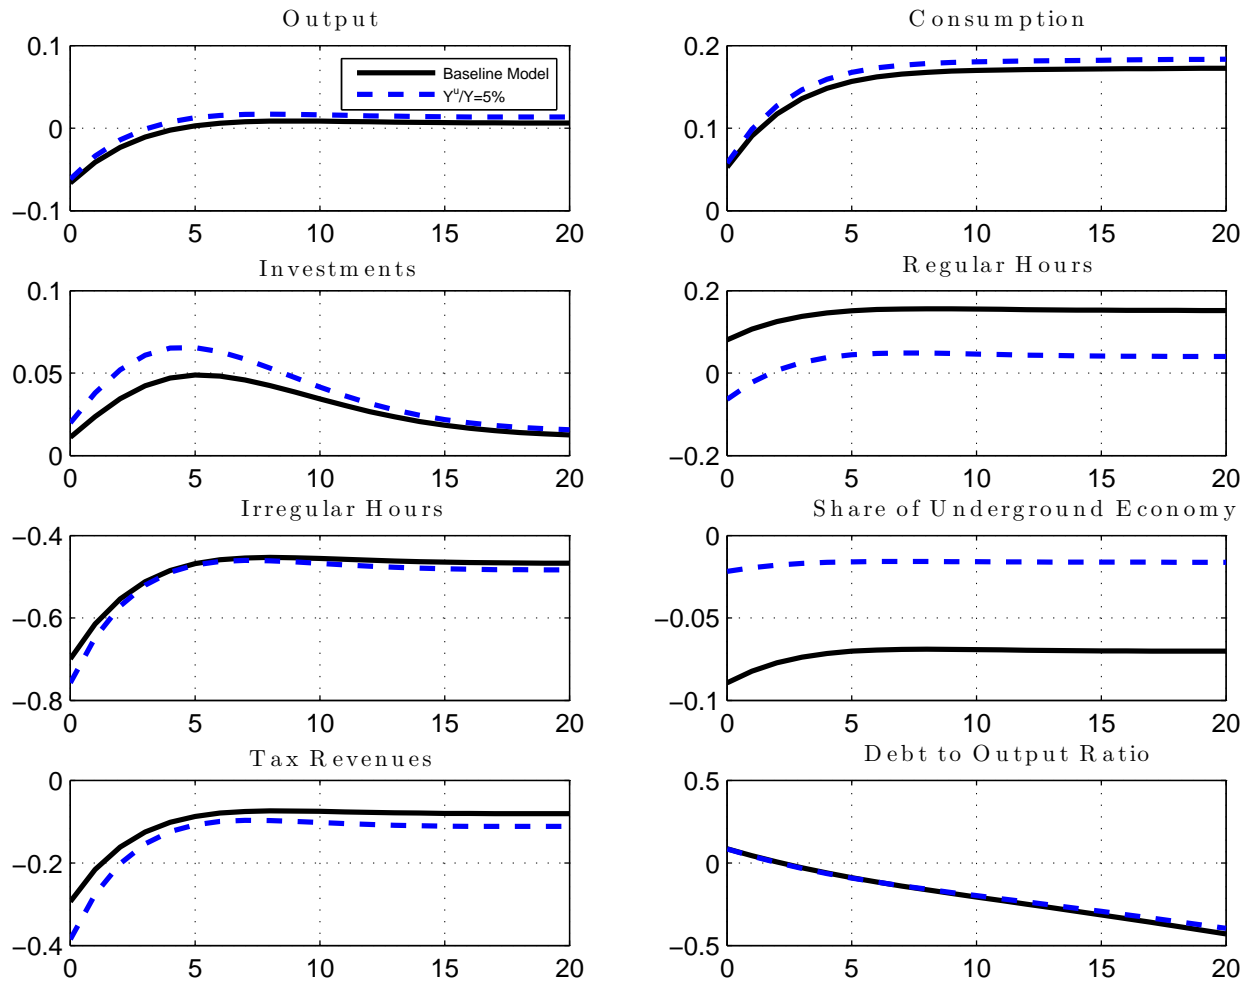 Output
0.1
0
−0.1
0 5 10 15 20
Baseline Model
Yᵘ/Y=5%
Consumption
0.2
0.1
0
0 5 10 15 20
Investments
0.1
0.05
0
0 5 10 15 20
Regular Hours
0.2
0
−0.2
0 5 10 15 20
Irregular Hours
−0.4
−0.6
−0.8
0 5 10 15 20
Share of Underground Economy
0
−0.05
−0.1
0 5 10 15 20
Tax Revenues
0
−0.2
−0.4
0 5 10 15 20
Debt to Output Ratio
0.5
0
−0.5
0 5 10 15 20